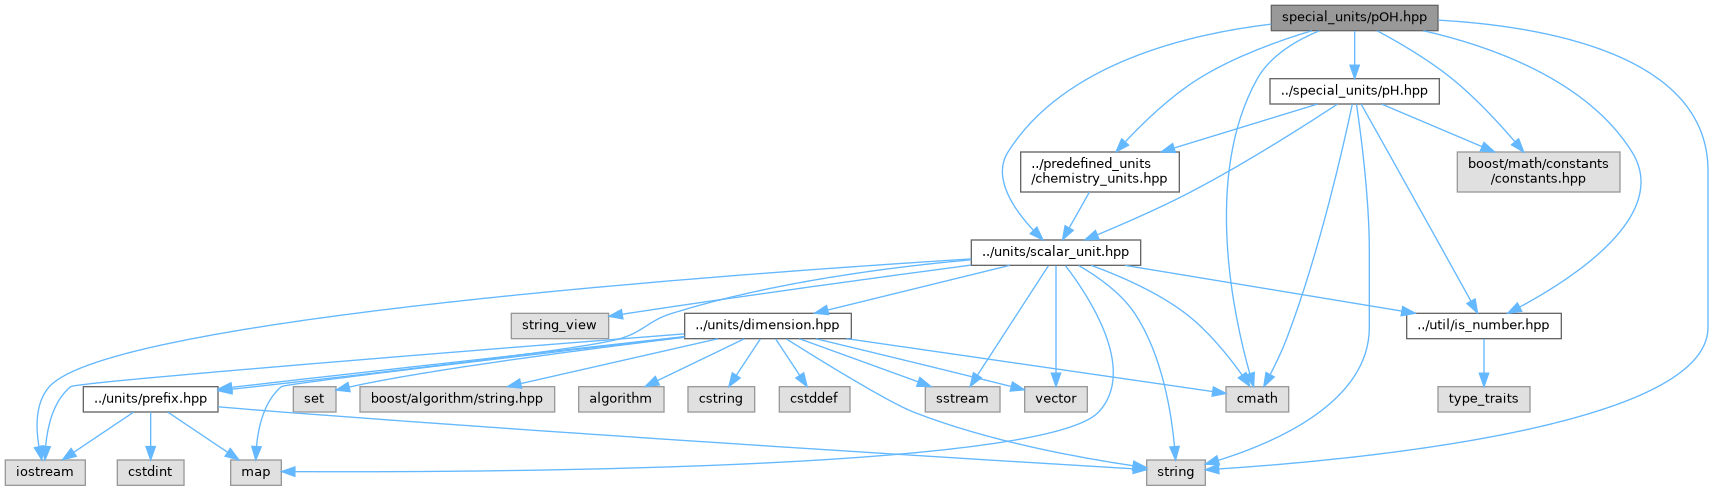 special_units/pOH.hpp
../special_units/pH.hpp
../predefined_units
/chemistry_units.hpp
boost/math/constants
/constants.hpp
../units/scalar_unit.hpp
string_view
../units/dimension.hpp
../util/is_number.hpp
../units/prefix.hpp
set
boost/algorithm/string.hpp
algorithm
cstring
cstddef
sstream
vector
cmath
type_traits
iostream
cstdint
map
string